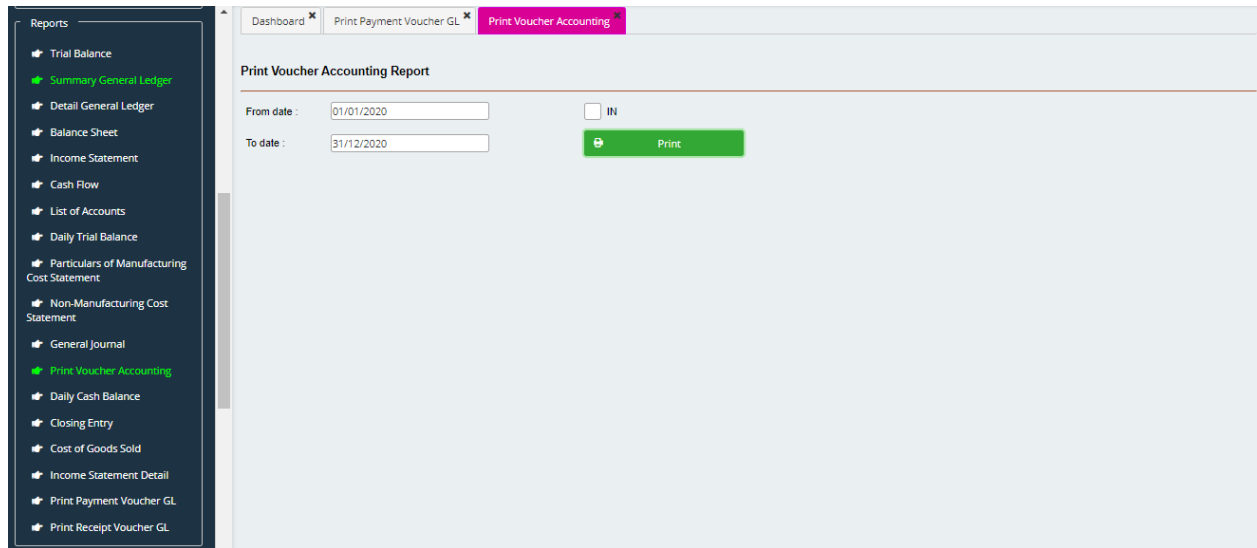 Reports
Trial Balance
Summary General Ledger
Detail General Ledger
Balance Sheet
Income Statement
Cash Flow
List of Accounts
Daily Trial Balance
Particulars of Manufacturing
Cost Statement
Non-Manufacturing Cost
Statement
General Journal
Print Voucher Accounting
Daily Cash Balance
Closing Entry
Cost of Goods Sold
Income Statement Detail
Print Payment Voucher GL
Print Receipt Voucher GL
Dashboard Print Payment Voucher GL Print Voucher Accounting
Print Voucher Accounting Report
From date : 01/01/2020 IN
To date : 31/12/2020 Print